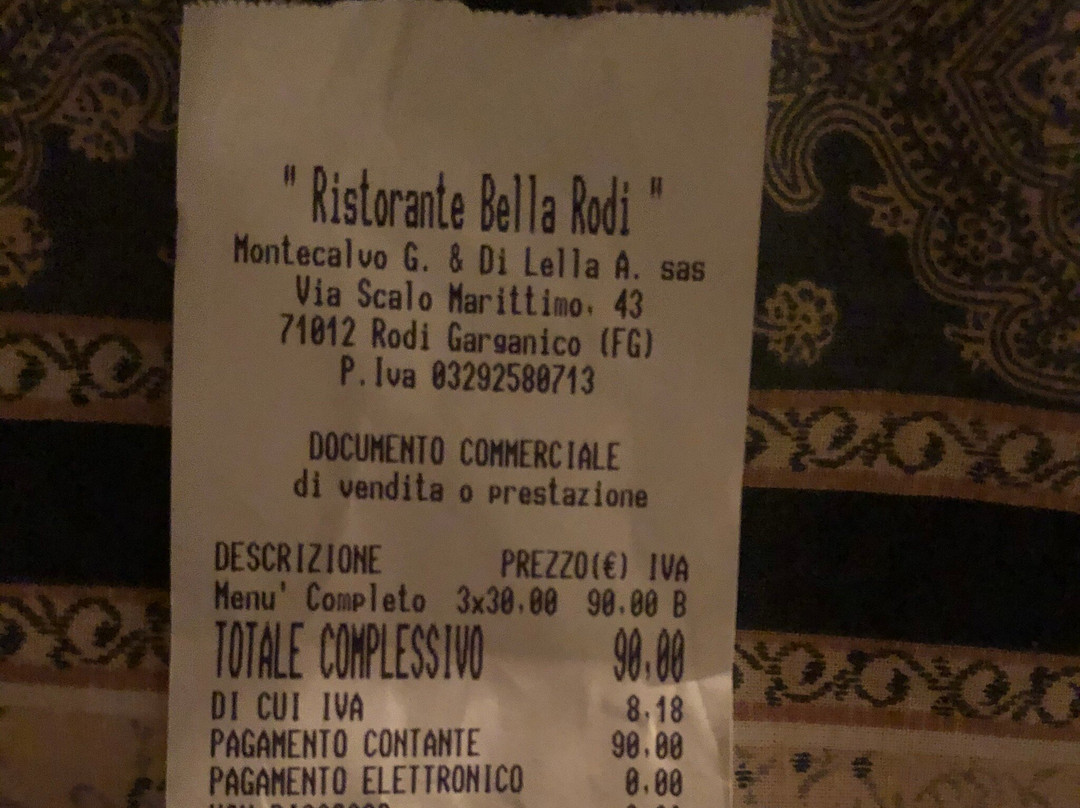 " Ristorante Bella Rodi "
Montecalvo G. & Di Lella A. sas
Via Scalo Marittimo, 43
71012 Rodi Garganico (FG)
P.Iva 03292580713
DOCUMENTO COMMERCIALE
di vendita o prestazione
DESCRIZIONE PREZZO(€) IVA
Menu' Completo 3x30,00 90,00 B
TOTALE COMPLESSIVO 90,00
DI CUI IVA 8,18
PAGAMENTO CONTANTE 90,00
PAGAMENTO ELETTRONICO 0,00